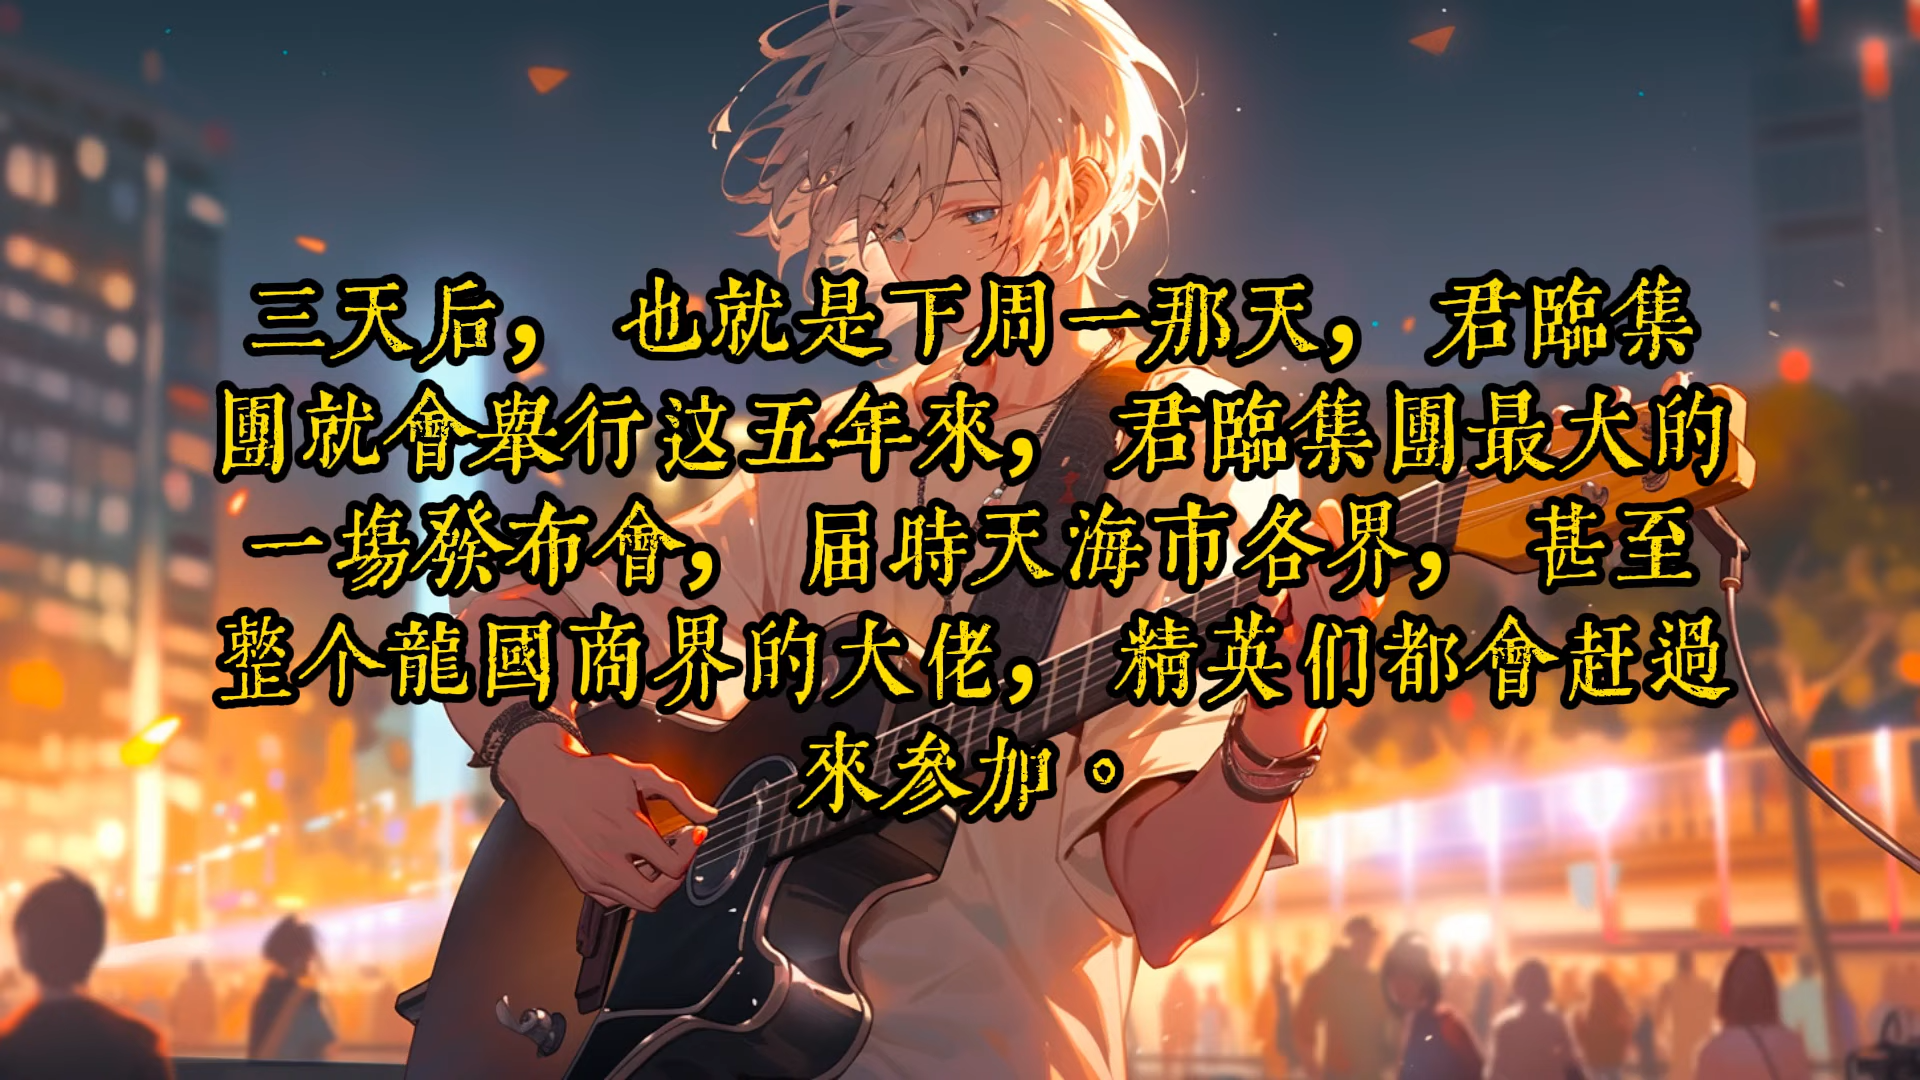 三天后，也就是下周一那天，君臨集
團就會舉行这五年來，君臨集團最大的
一場發布會，届時天海市各界，甚至
整个龍國商界的大佬，精英们都會赶過
來参加。